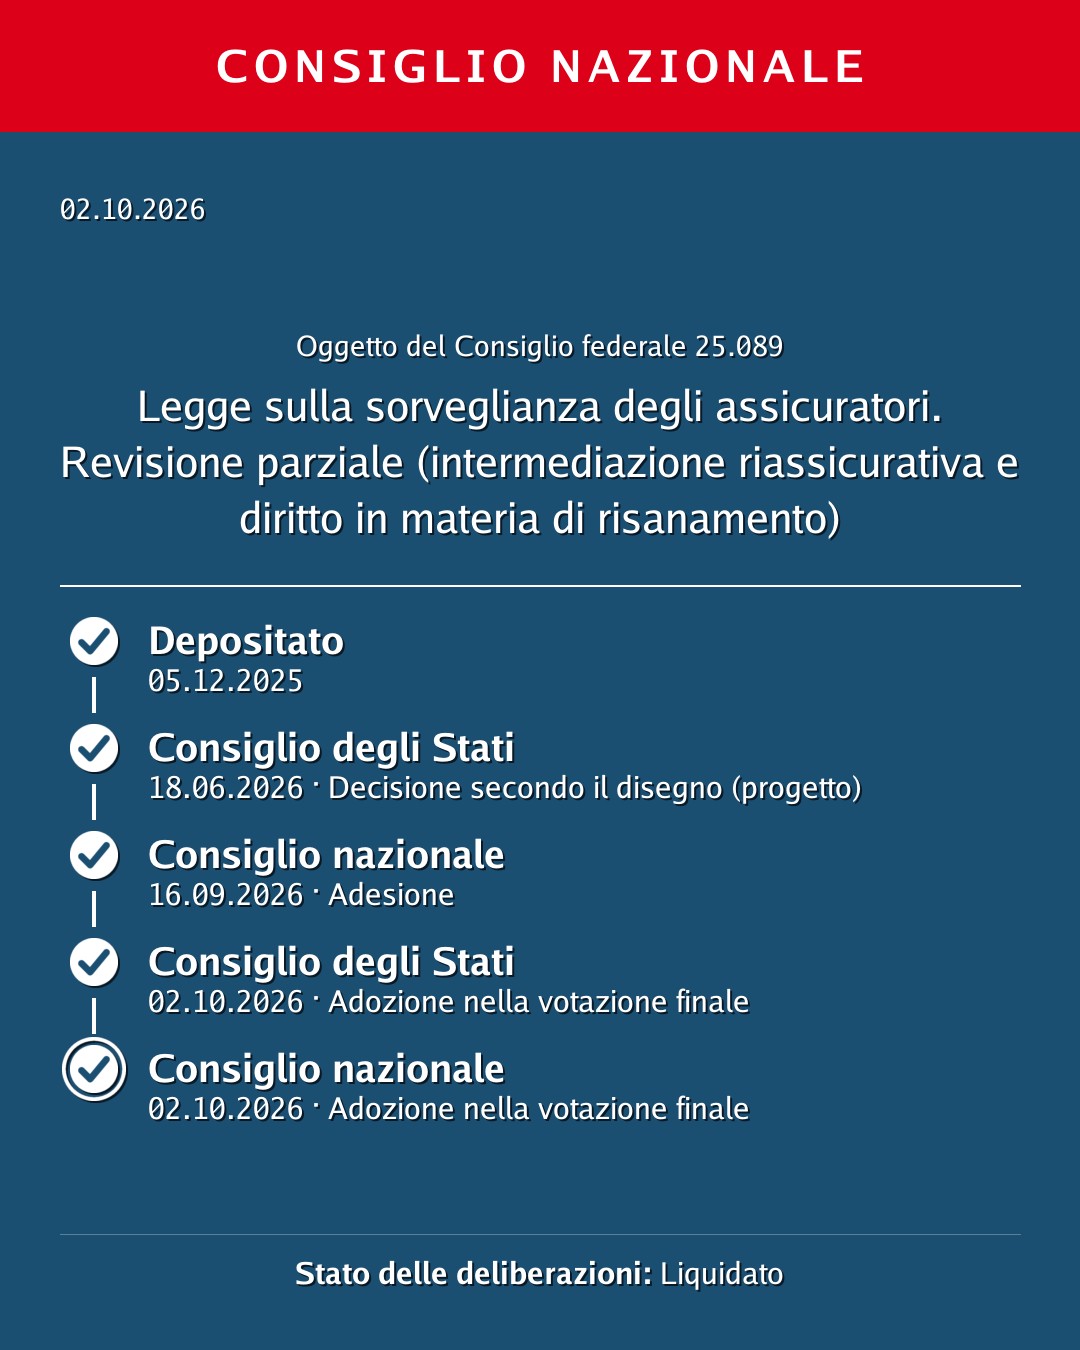 CONSIGLIO NAZIONALE
02.10.2026
Oggetto del Consiglio federale 25.089
Legge sulla sorveglianza degli assicuratori.
Revisione parziale (intermediazione riassicurativa e
diritto in materia di risanamento)
Depositato
05.12.2025
Consiglio degli Stati
18.06.2026 · Decisione secondo il disegno (progetto)
Consiglio nazionale
16.09.2026 · Adesione
Consiglio degli Stati
02.10.2026 · Adozione nella votazione finale
Consiglio nazionale
02.10.2026 · Adozione nella votazione finale
Stato delle deliberazioni: Liquidato